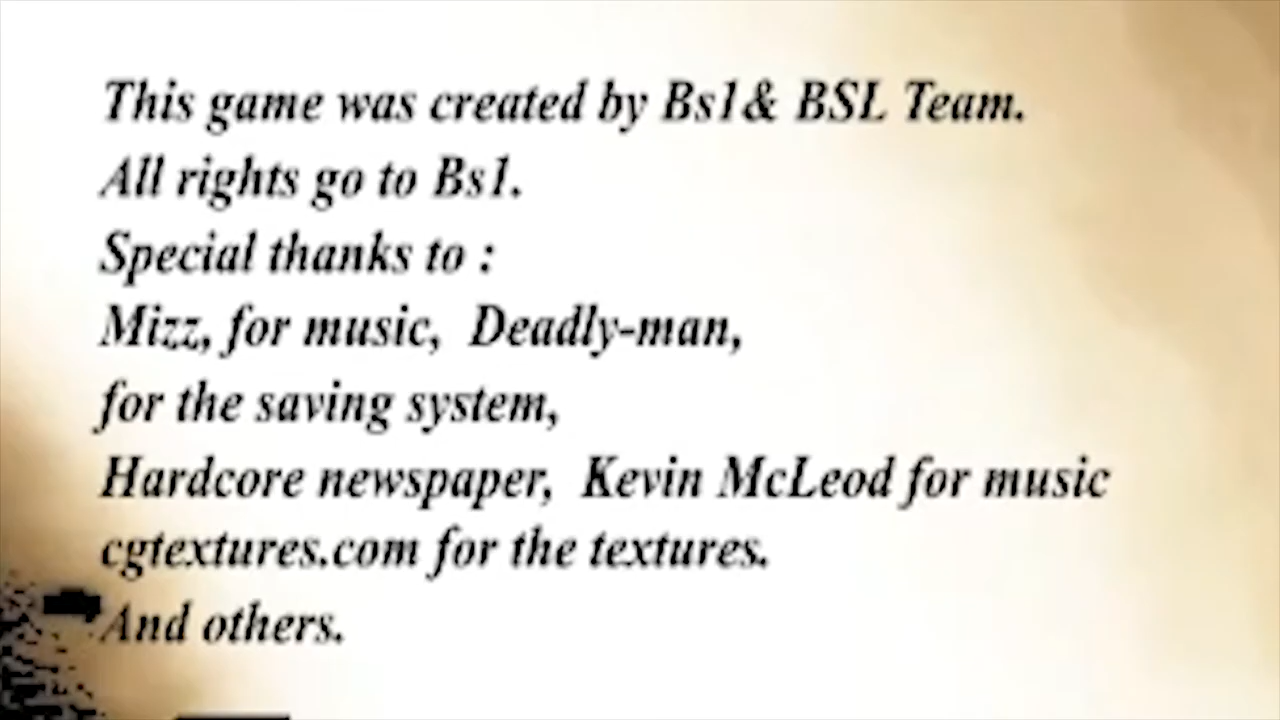 This game was created by Bs1& BSL Team.
All rights go to Bs1.
Special thanks to :
Mizz, for music,  Deadly-man,
for the saving system,
Hardcore newspaper,  Kevin McLeod for music
cgtextures.com for the textures.
And others.